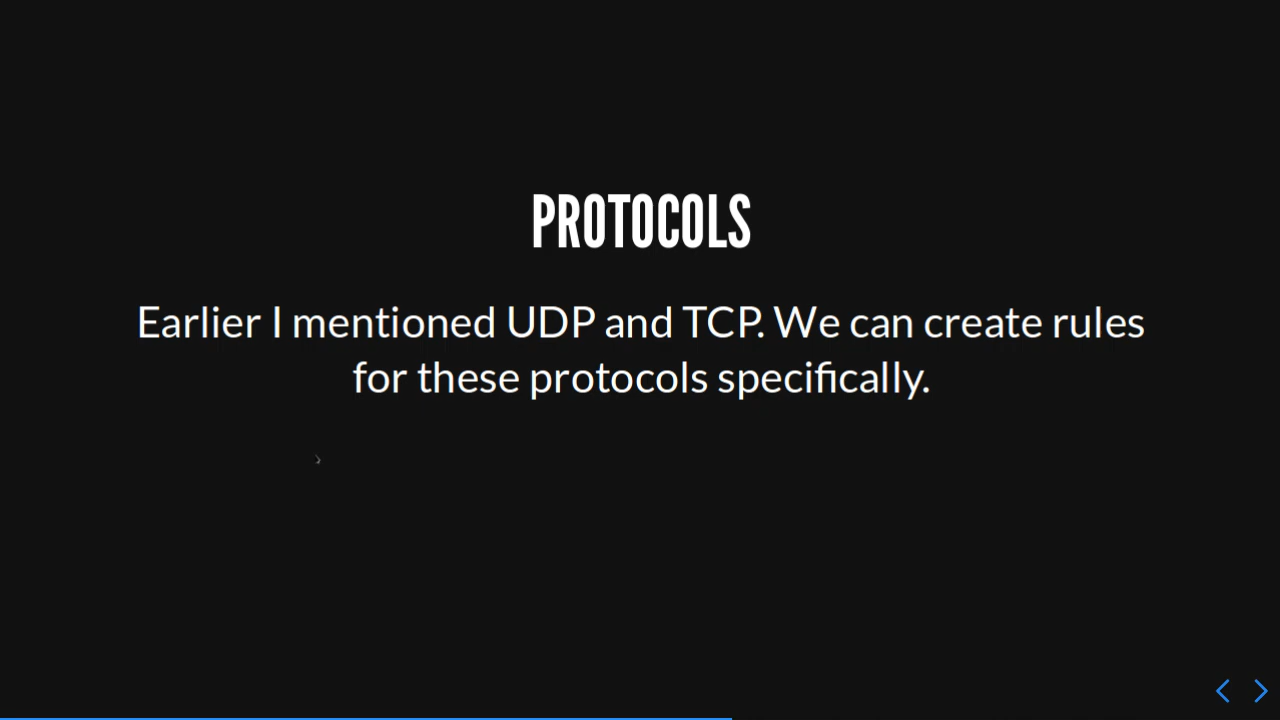 PROTOCOLS
Earlier I mentioned UDP and TCP. We can create rules
for these protocols specifically.